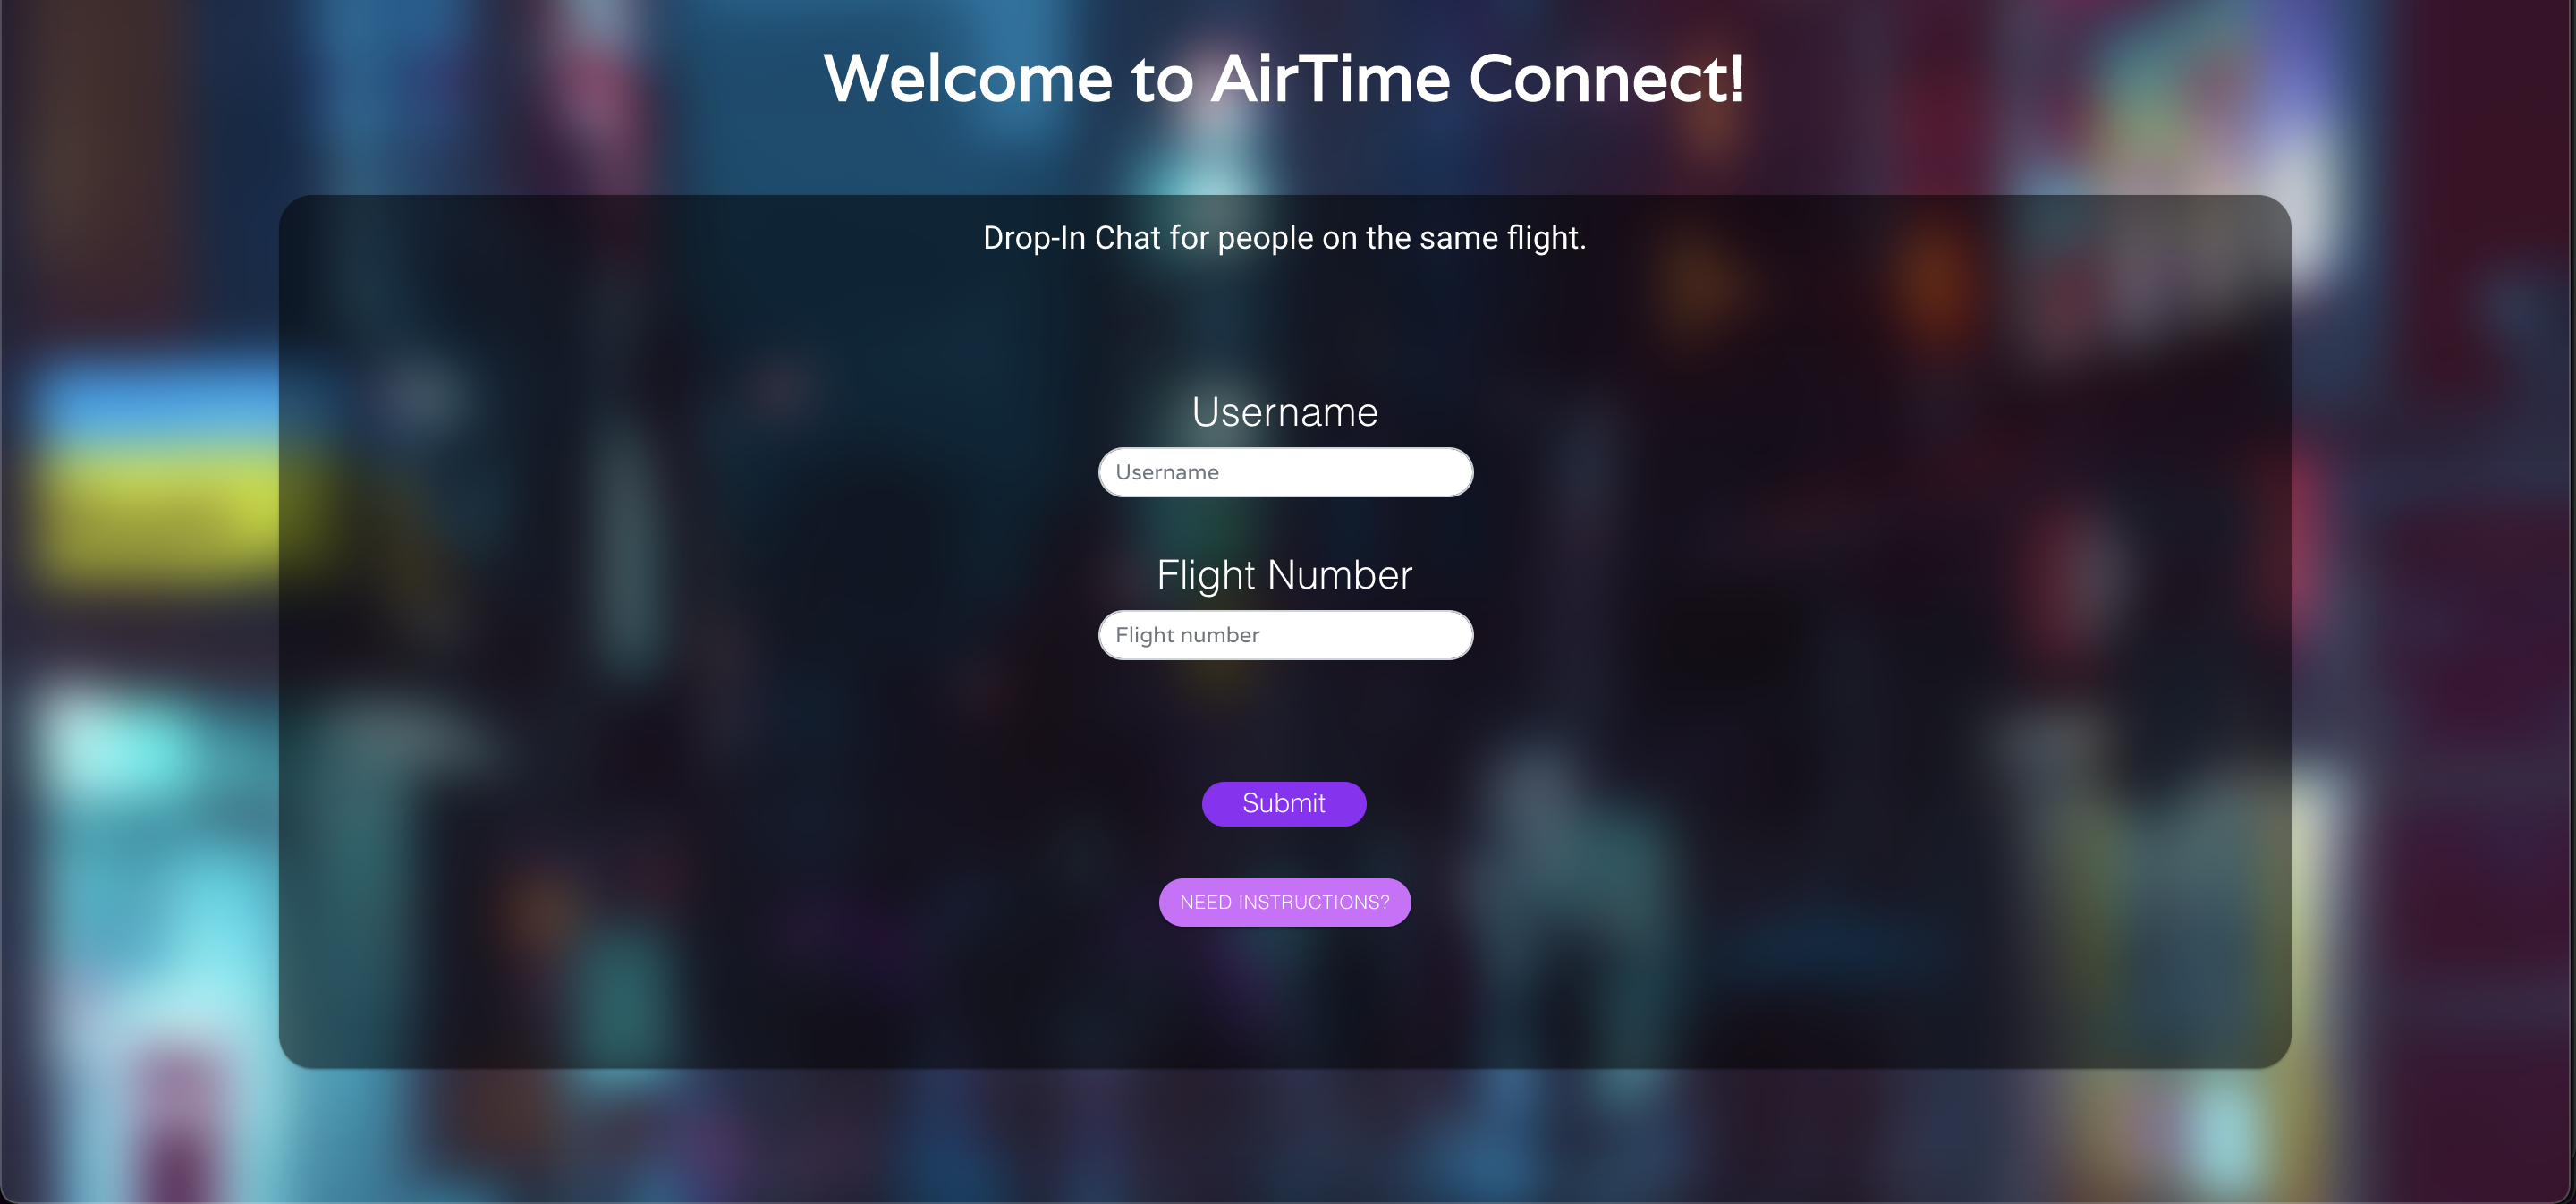 Welcome to AirTime Connect!
Drop-In Chat for people on the same flight.
Username
Username
Flight Number
Flight number
Submit
NEED INSTRUCTIONS?